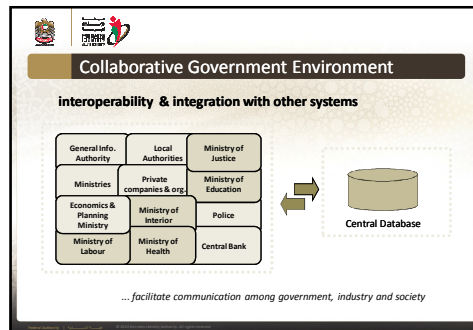 Collaborative Government Environment
interoperability & integration with other systems
General Info.
Authority
Local
Authorities
Ministry of
Justice
Ministries
Private
companies & org.
Ministry of
Education
Economics &
Planning
Ministry
Ministry of
Interior
Police
Ministry of
Labour
Ministry of
Health
Central Bank
Central Database
... facilitate communication among government, industry and society